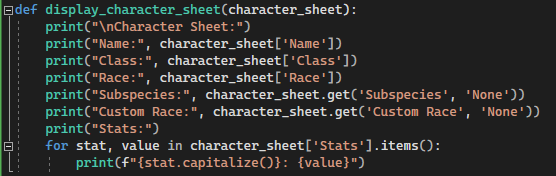 def display_character_sheet(character_sheet):
    print("\nCharacter Sheet:")
    print("Name:", character_sheet['Name'])
    print("Class:", character_sheet['Class'])
    print("Race:", character_sheet['Race'])
    print("Subspecies:", character_sheet.get('Subspecies', 'None'))
    print("Custom Race:", character_sheet.get('Custom Race', 'None'))
    print("Stats:")
    for stat, value in character_sheet['Stats'].items():
        print(f"{stat.capitalize()}: {value}")